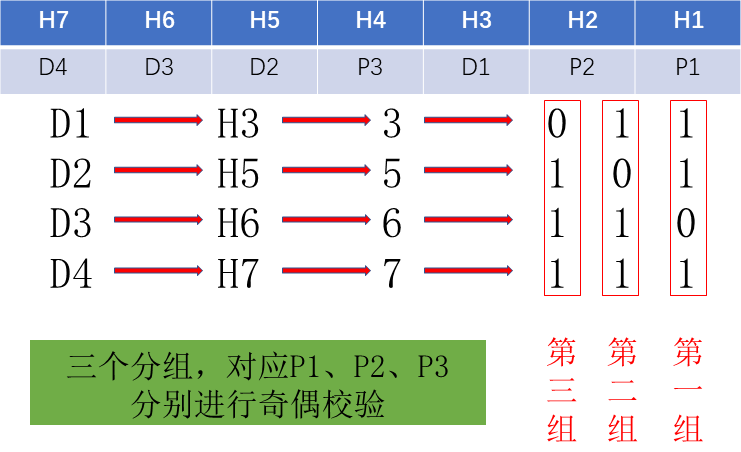 H7 H6 H5 H4 H3 H2 H1
D4 D3 D2 P3 D1 P2 P1
D1 H3 3 0 1 1
D2 H5 5 1 0 1
D3 H6 6 1 1 0
D4 H7 7 1 1 1
三个分组，对应P1、P2、P3
分别进行奇偶校验
第三组
第二组
第一组